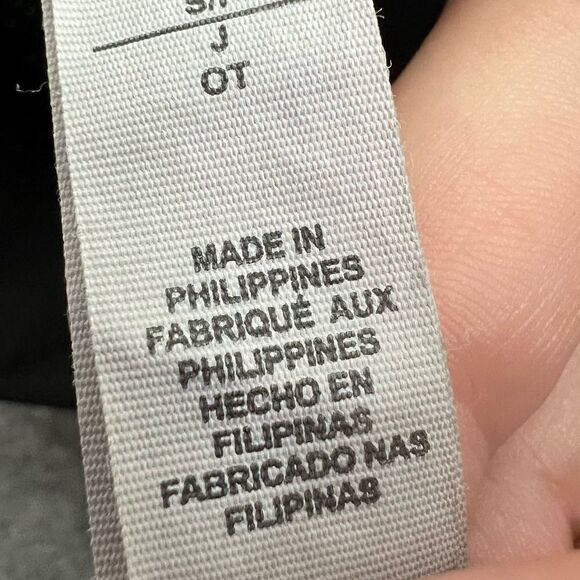 J
OT
MADE IN
PHILIPPINES
FABRIQUÉ AUX
PHILIPPINES
HECHO EN
FILIPINAS
FABRICADO NAS
FILIPINAS